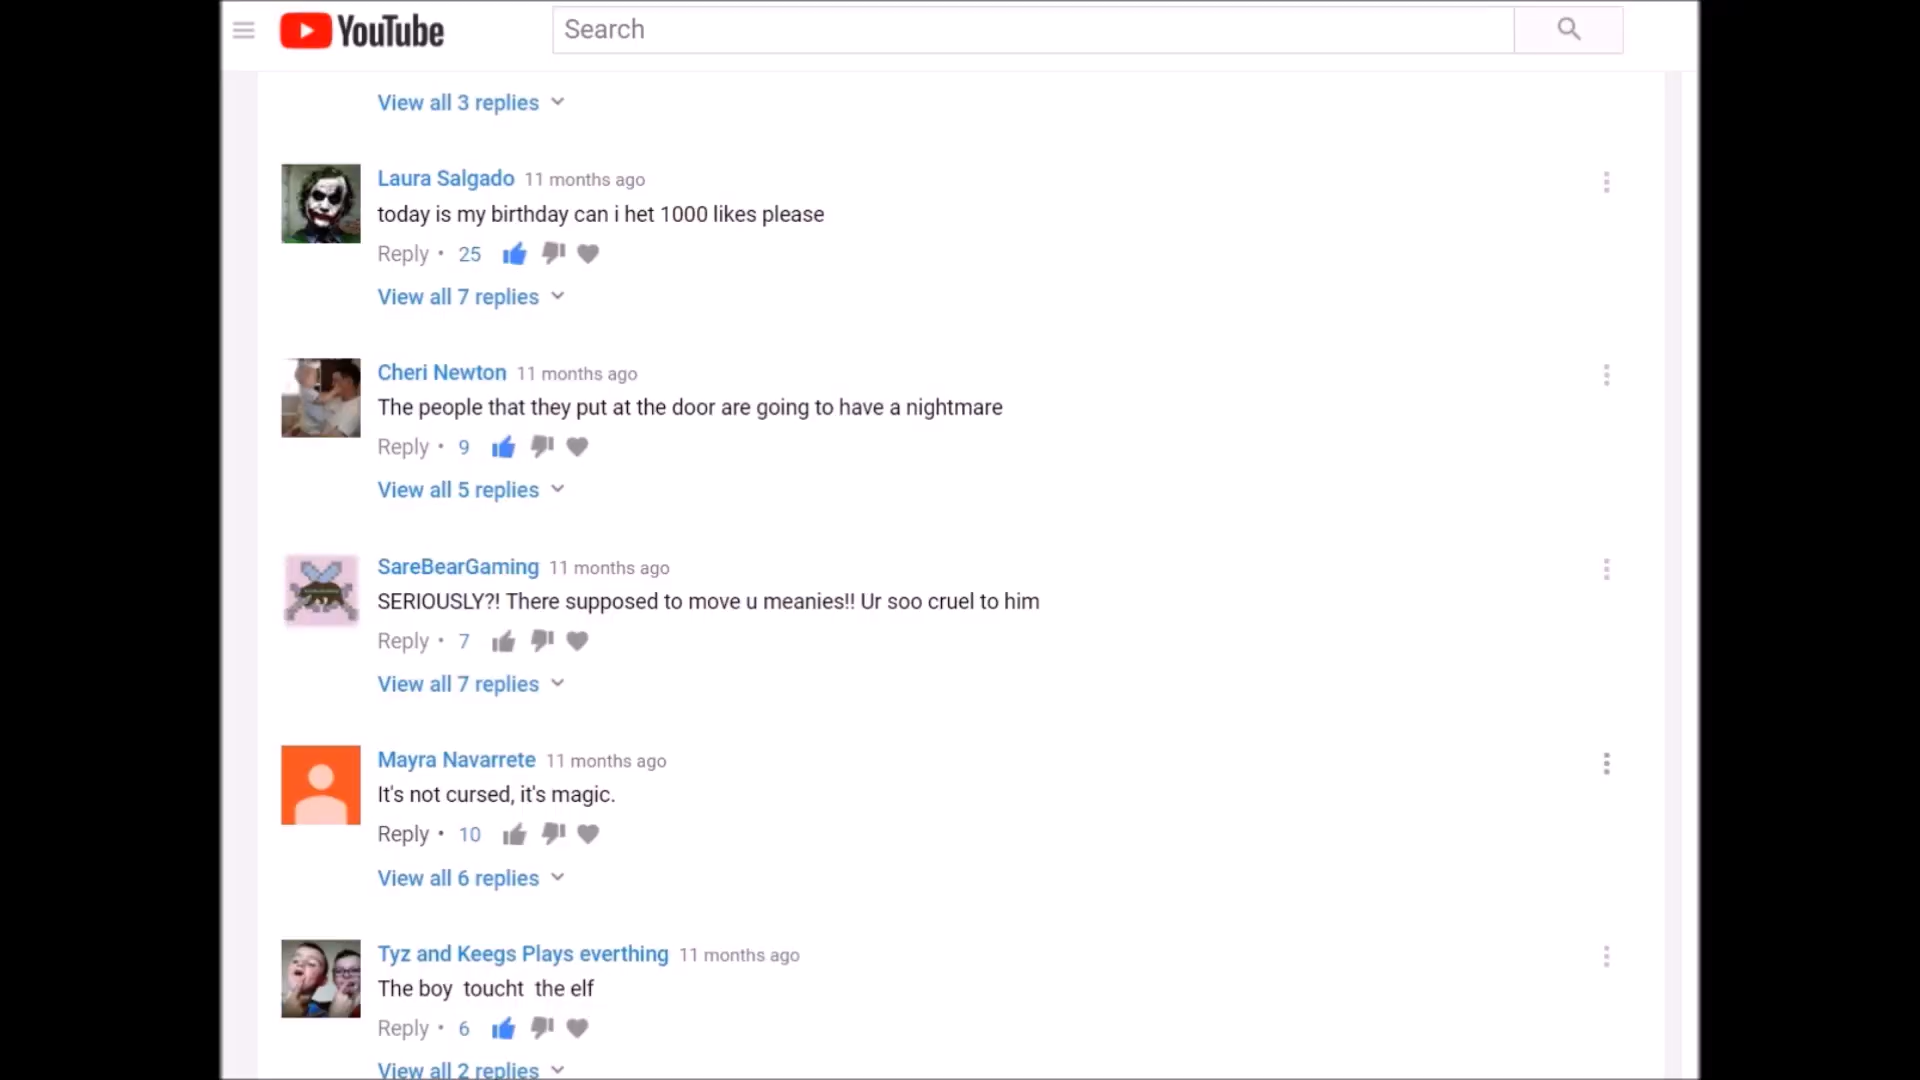 YouTube
Search
View all 3 replies
Laura Salgado 11 months ago
today is my birthday can i het 1000 likes please
Reply • 25
View all 7 replies
Cheri Newton 11 months ago
The people that they put at the door are going to have a nightmare
Reply • 9
View all 5 replies
SareBearGaming 11 months ago
SERIOUSLY?! There supposed to move u meanies!! Ur soo cruel to him
Reply • 7
View all 7 replies
Mayra Navarrete 11 months ago
It's not cursed, it's magic.
Reply • 10
View all 6 replies
Tyz and Keegs Plays everthing 11 months ago
The boy  toucht  the elf
Reply • 6
View all 2 replies